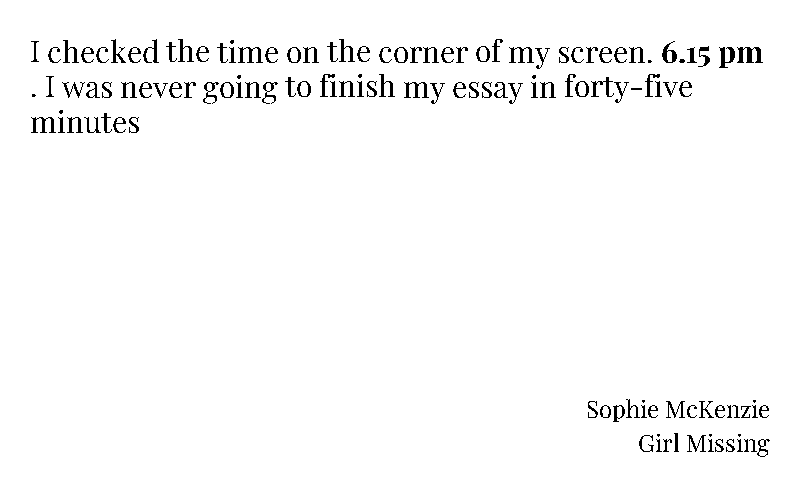 I checked the time on the corner of my screen. 6.15 pm
. I was never going to finish my essay in forty-five
minutes
Sophie McKenzie
Girl Missing